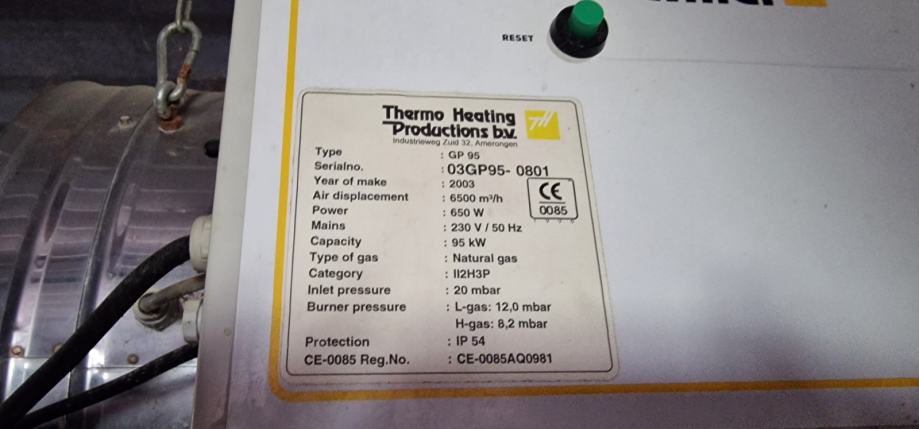 RESET
Thermo Heating
Productions b.v.
Industrieweg Zuid 32, Amerongen
Type : GP 95
Serialno. : 03GP95- 0801
Year of make : 2003
Air displacement : 6500 m³/h
Power : 650 W
Mains : 230 V / 50 Hz
Capacity : 95 kW
Type of gas : Natural gas
Category : II2H3P
Inlet pressure : 20 mbar
Burner pressure : L-gas: 12,0 mbar
H-gas: 8,2 mbar
Protection : IP 54
CE-0085 Reg.No. : CE-0085AQ0981
CE
0085